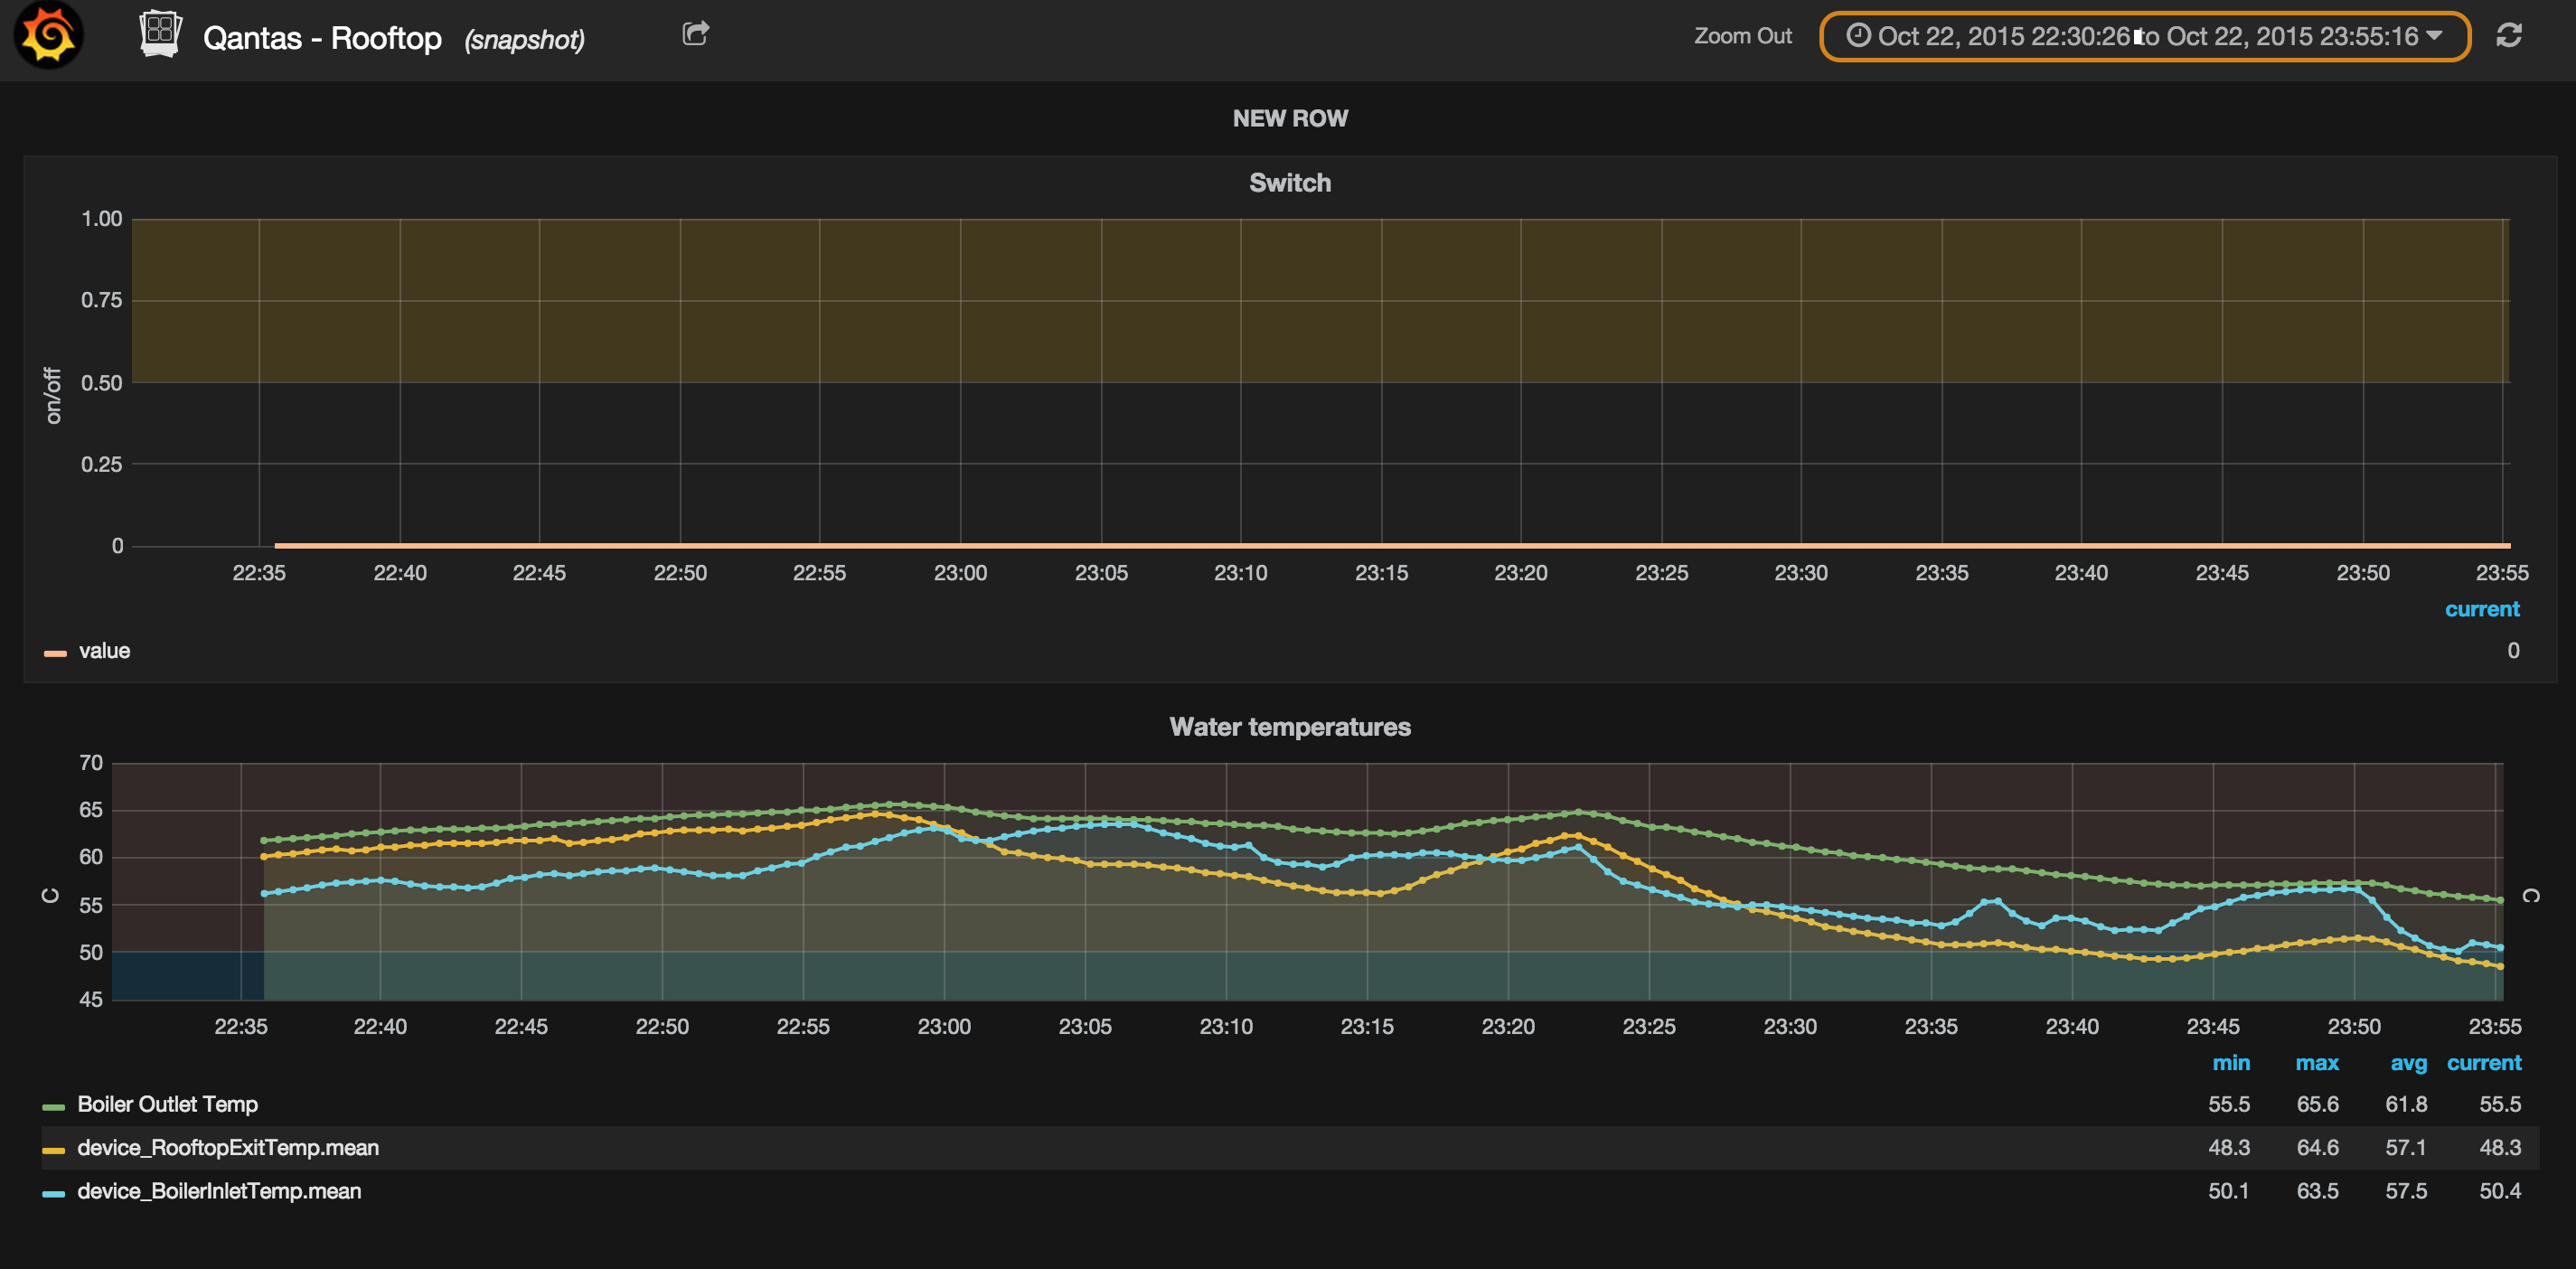 Qantas - Rooftop (snapshot) Zoom Out Oct 22, 2015 22:30:26 to Oct 22, 2015 23:55:16
NEW ROW
Switch
1.00
0.75
0.50
0.25
0
on/off
22:35 22:40 22:45 22:50 22:55 23:00 23:05 23:10 23:15 23:20 23:25 23:30 23:35 23:40 23:45 23:50 23:55
current
value 0
Water temperatures
70
65
60
55
50
45
C
C
22:35 22:40 22:45 22:50 22:55 23:00 23:05 23:10 23:15 23:20 23:25 23:30 23:35 23:40 23:45 23:50 23:55
min max avg current
Boiler Outlet Temp 55.5 65.6 61.8 55.5
device_RooftopExitTemp.mean 48.3 64.6 57.1 48.3
device_BoilerInletTemp.mean 50.1 63.5 57.5 50.4